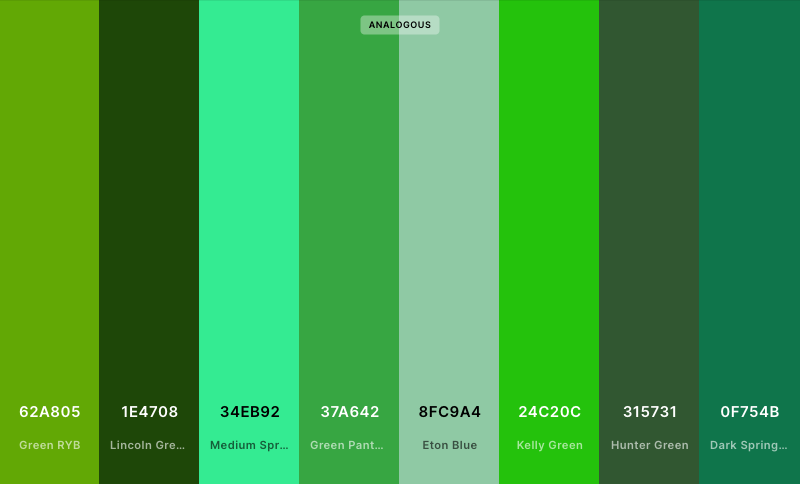 ANALOGOUS
62A805
Green RYB
1E4708
Lincoln Gre...
34EB92
Medium Spr...
37A642
Green Pant...
8FC9A4
Eton Blue
24C20C
Kelly Green
315731
Hunter Green
0F754B
Dark Spring...